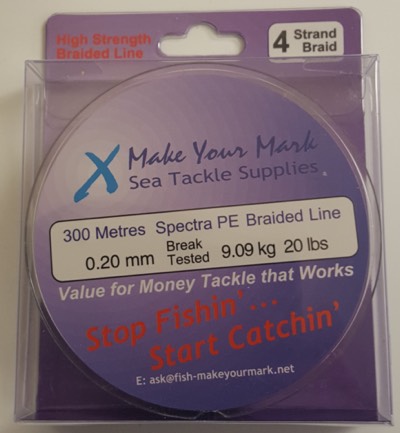 High Strength
Braided Line
4 Strand
Braid
X Make Your Mark
Sea Tackle Supplies
300 Metres Spectra PE Braided Line
0.20 mm Break Tested 9.09 kg 20 lbs
Value for Money Tackle that Works
Stop Fishin'...
Start Catchin'
E: ask@fish-makeyourmark.net